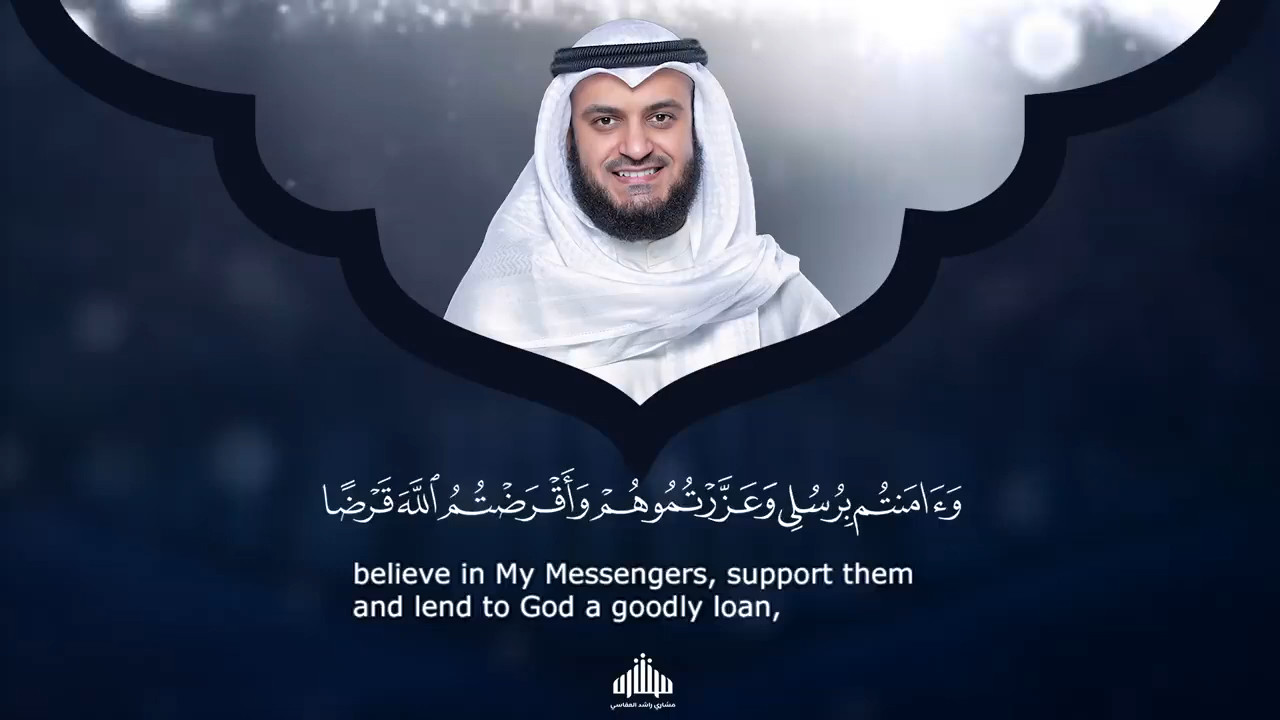 وَءَامَنتُم بِرُسُلِى وَعَزَّرْتُمُوهُمْ وَأَقْرَضْتُمُ ٱللَّهَ قَرْضًا
believe in My Messengers, support them
and lend to God a goodly loan,
مشاري راشد العفاسي